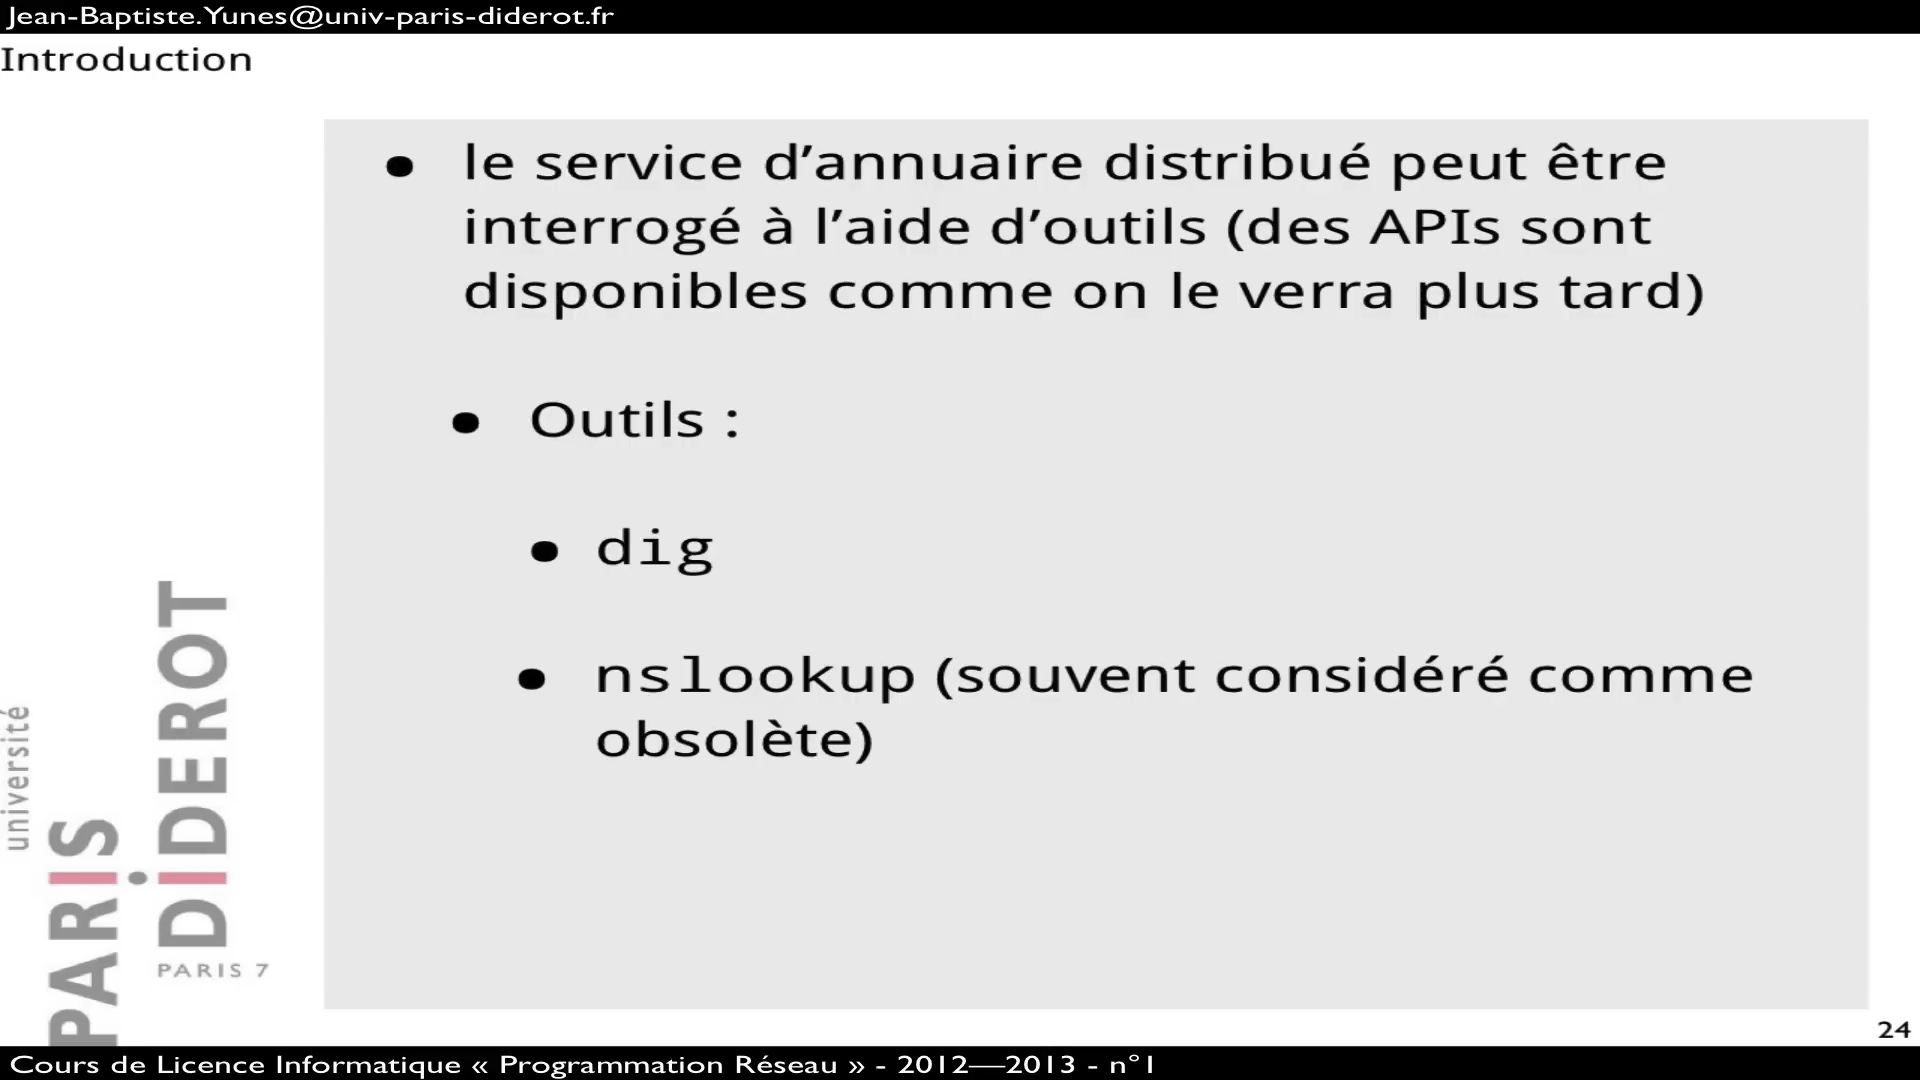 Jean-Baptiste.Yunes@univ-paris-diderot.fr
Introduction
• le service d’annuaire distribué peut être
interrogé à l’aide d’outils (des APIs sont
disponibles comme on le verra plus tard)
• Outils :
• dig
• nslookup (souvent considéré comme
obsolète)
université
PARiS
DiDEROT
PARIS 7
24
Cours de Licence Informatique « Programmation Réseau » - 2012—2013 - n°1